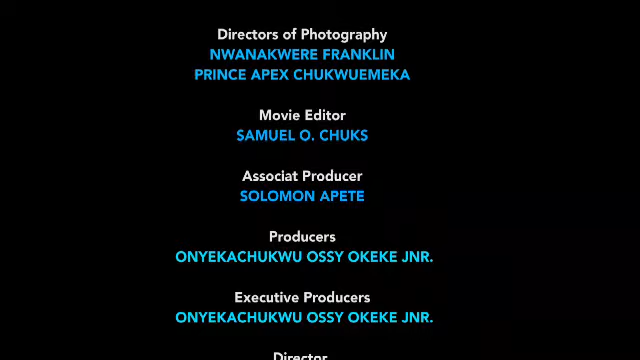 Directors of Photography
NWANAKWERE FRANKLIN
PRINCE APEX CHUKWUEMEKA
Movie Editor
SAMUEL O. CHUKS
Associat Producer
SOLOMON APETE
Producers
ONYEKACHUKWU OSSY OKEKE JNR.
Executive Producers
ONYEKACHUKWU OSSY OKEKE JNR.
Director